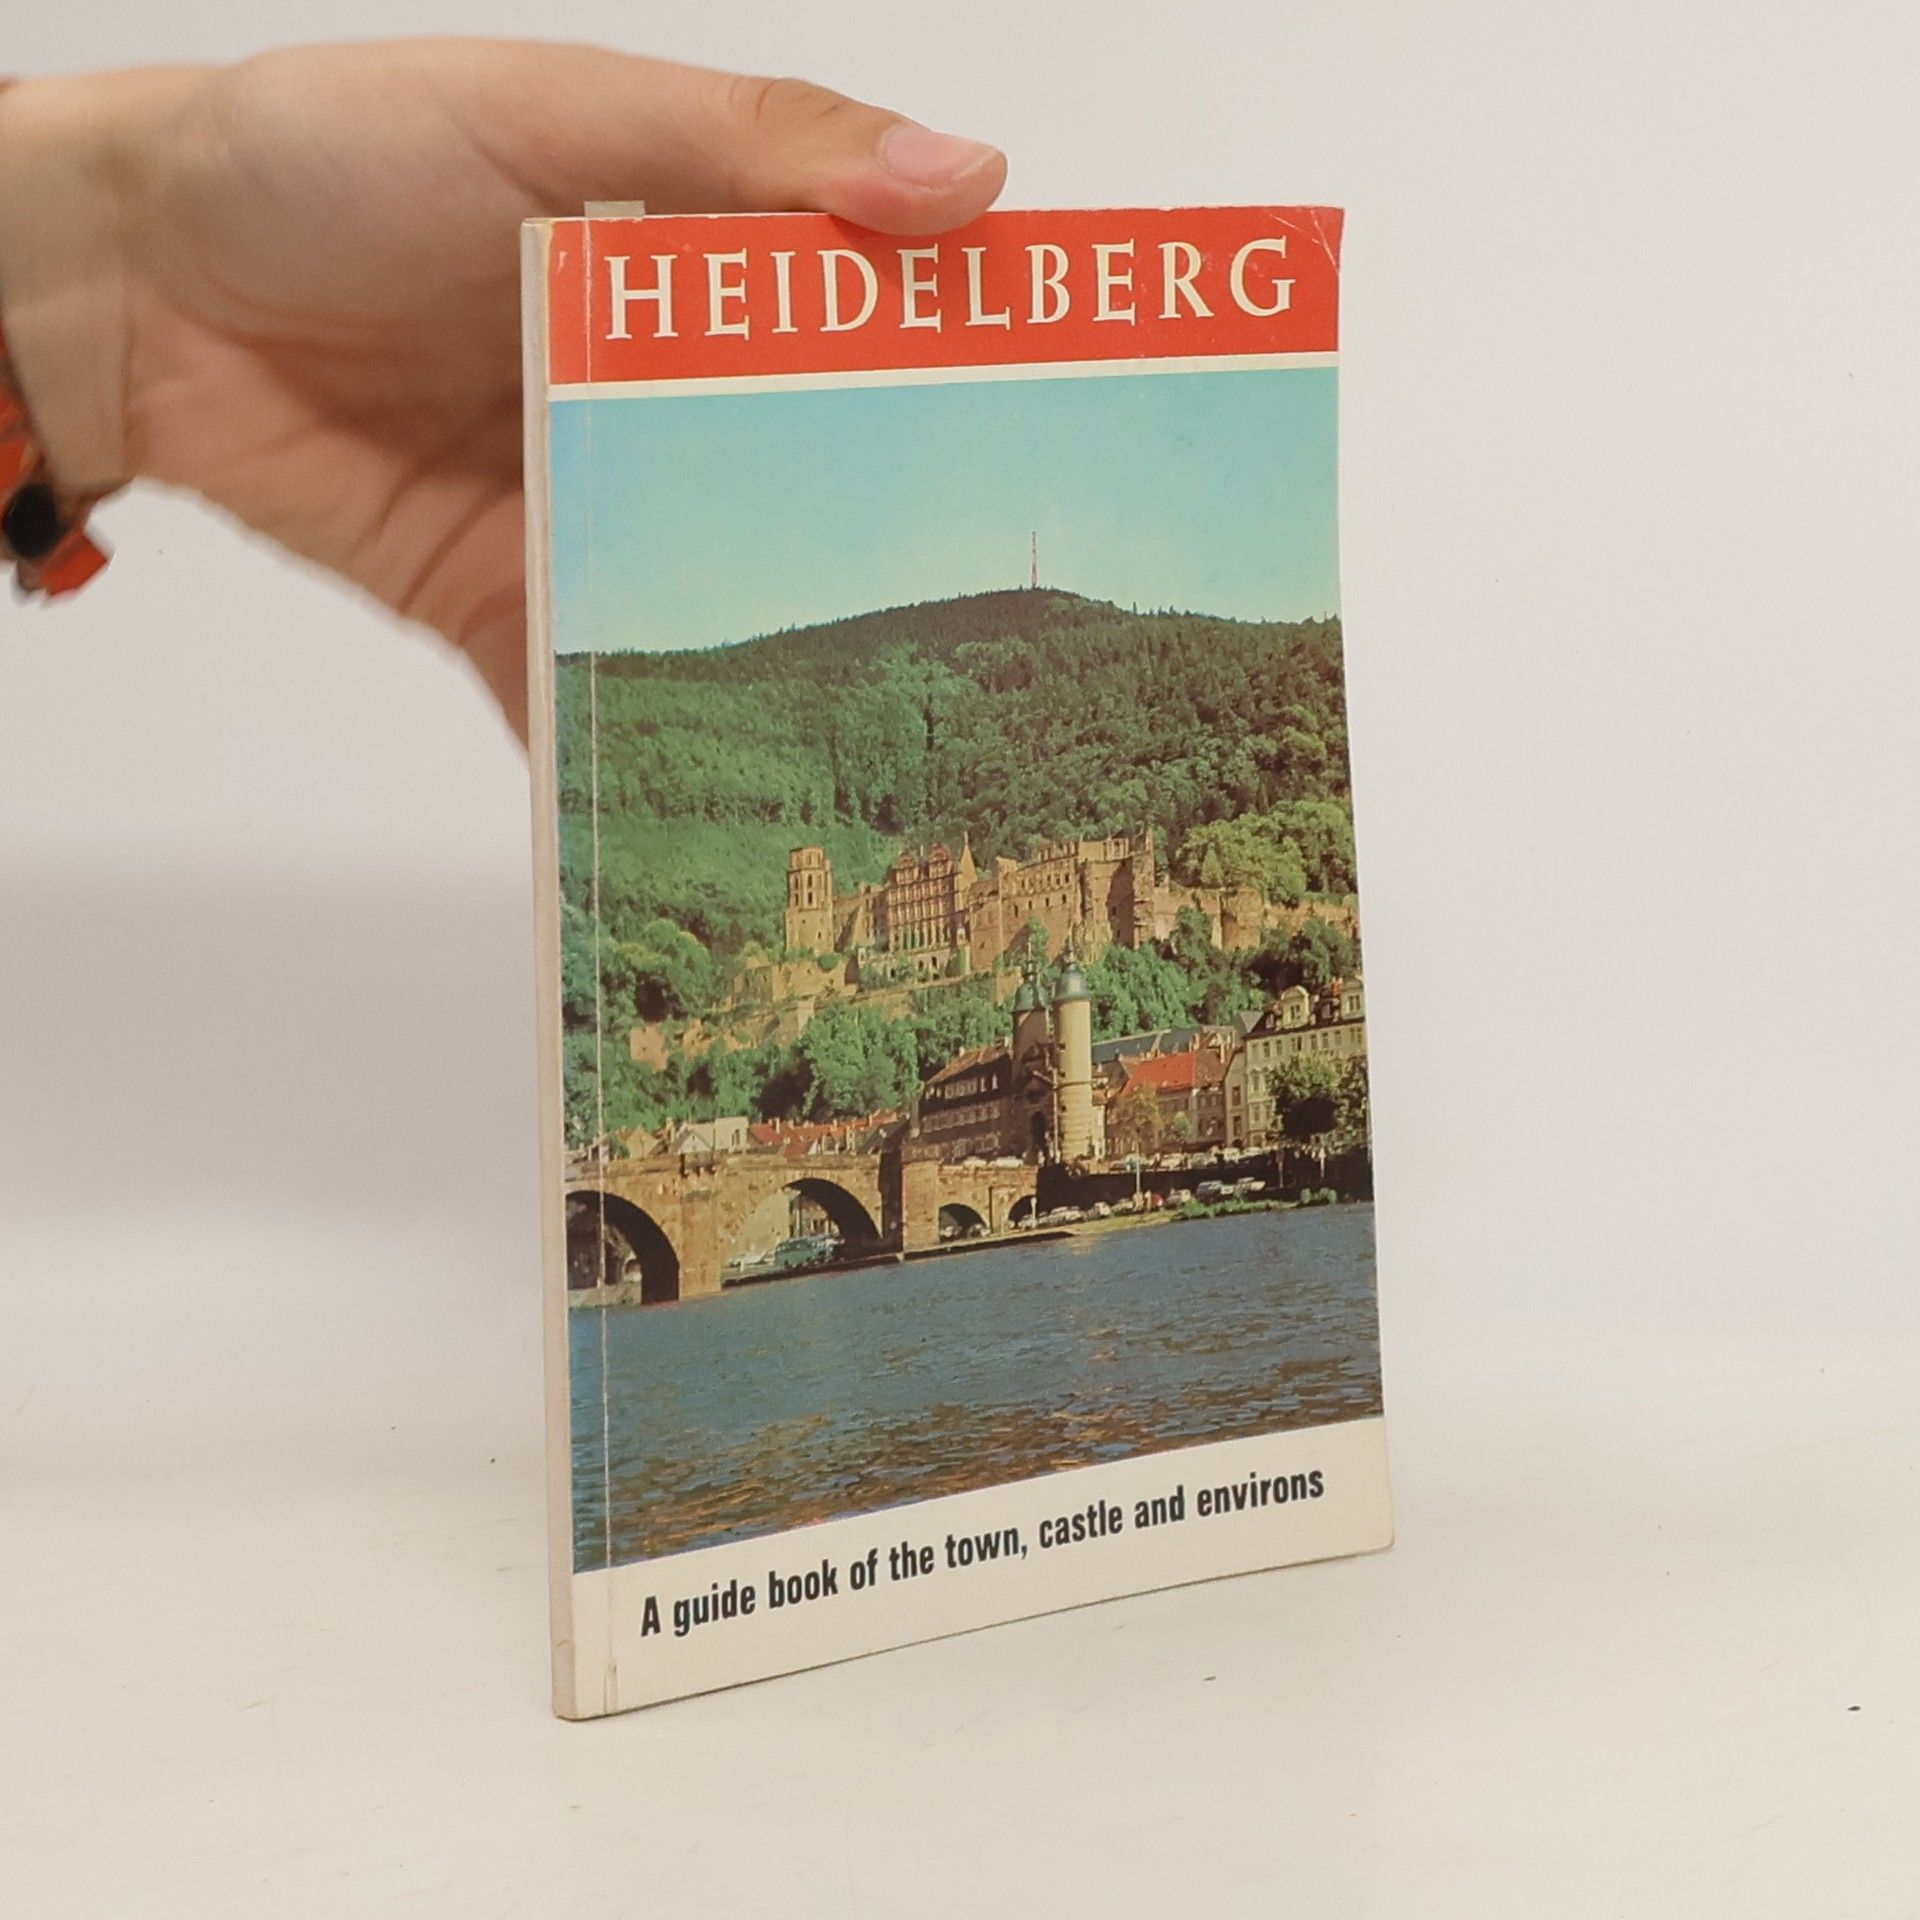 HEIDELBERG
A guide book of the town, castle and environs